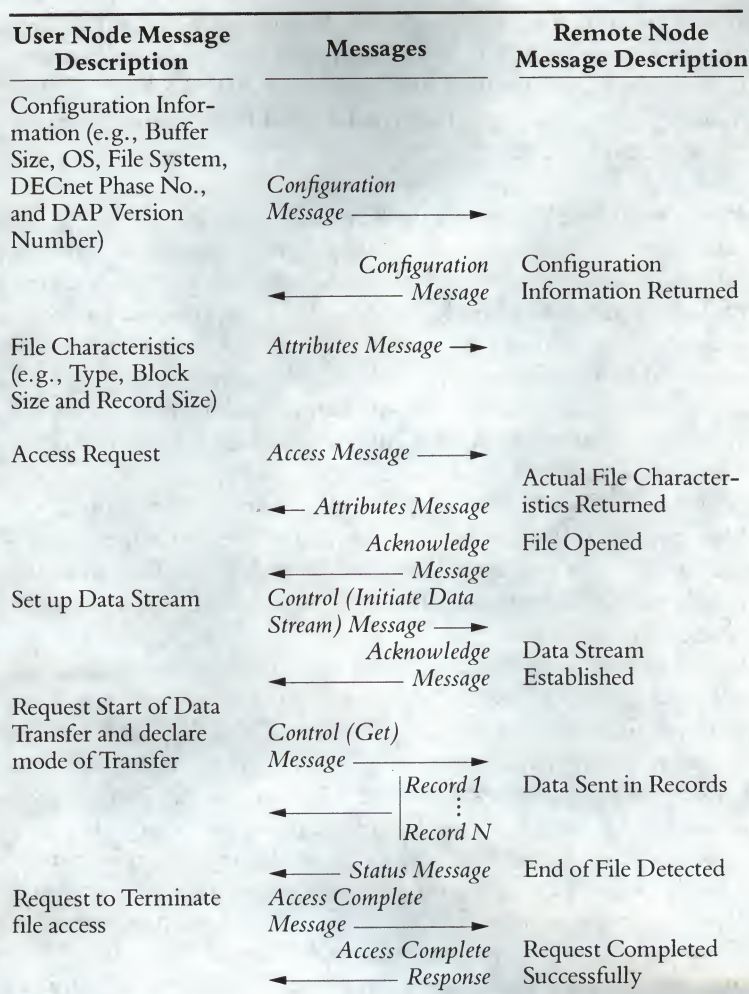 User Node Message Description
Messages
Remote Node Message Description
Configuration Infor-
mation (e.g., Buffer
Size, OS, File System,
DECnet Phase No.,
and DAP Version
Number)
Configuration
Message
Configuration
Message
Configuration
Information Returned
File Characteristics
(e.g., Type, Block
Size and Record Size)
Attributes Message
Access Request
Access Message
Attributes Message
Actual File Character-
istics Returned
Acknowledge
Message
File Opened
Set up Data Stream
Control (Initiate Data
Stream) Message
Acknowledge
Message
Data Stream
Established
Request Start of Data
Transfer and declare
mode of Transfer
Control (Get)
Message
Record 1
⋮
Record N
Data Sent in Records
Status Message
End of File Detected
Request to Terminate
file access
Access Complete
Message
Access Complete
Response
Request Completed
Successfully